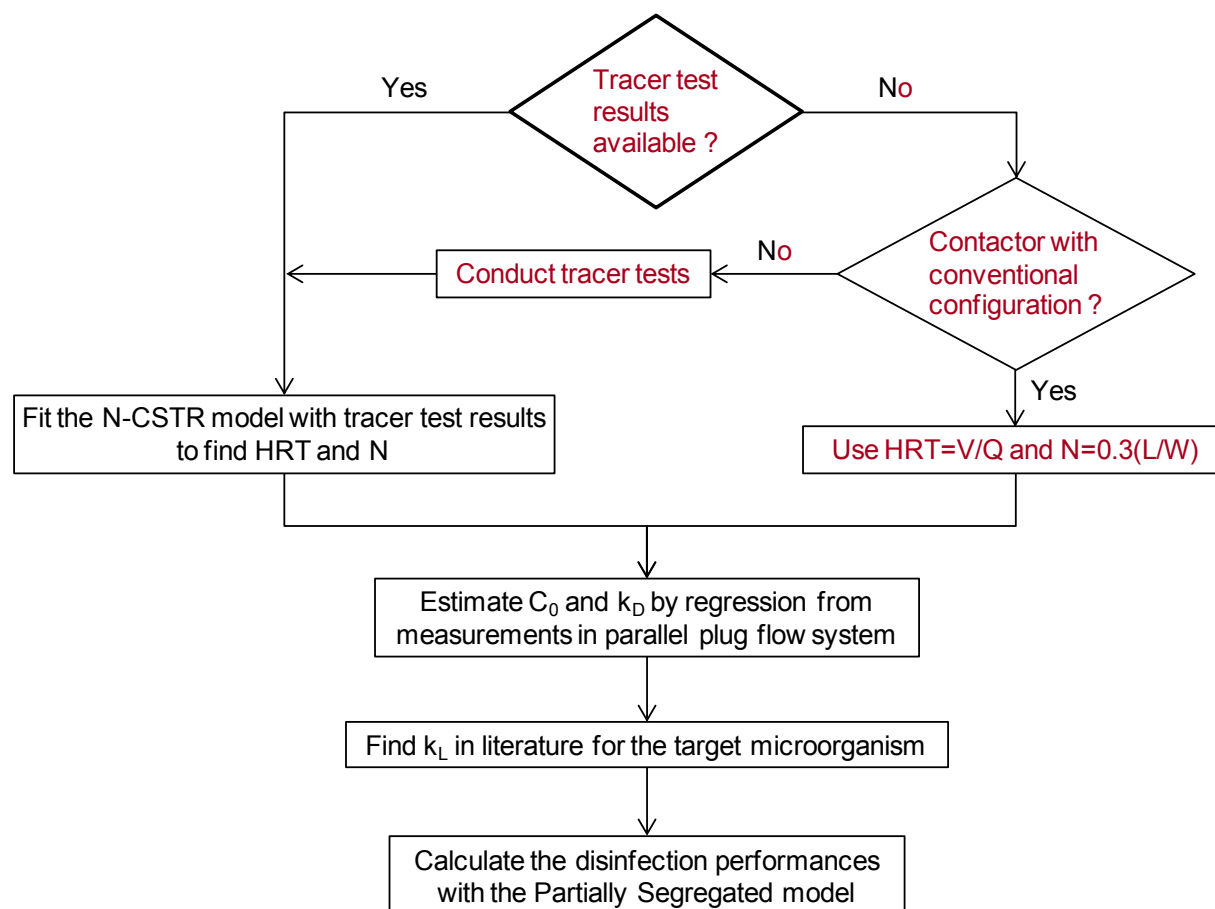 Yes
Tracer test
results
available ?
No
No
Contactor with
conventional
configuration ?
Conduct tracer tests
Yes
Fit the N-CSTR model with tracer test results
to find HRT and N
Use HRT=V/Q and N=0.3(L/W)
Estimate C₀ and k_D by regression from
measurements in parallel plug flow system
Find k_L in literature for the target microorganism
Calculate the disinfection performances
with the Partially Segregated model